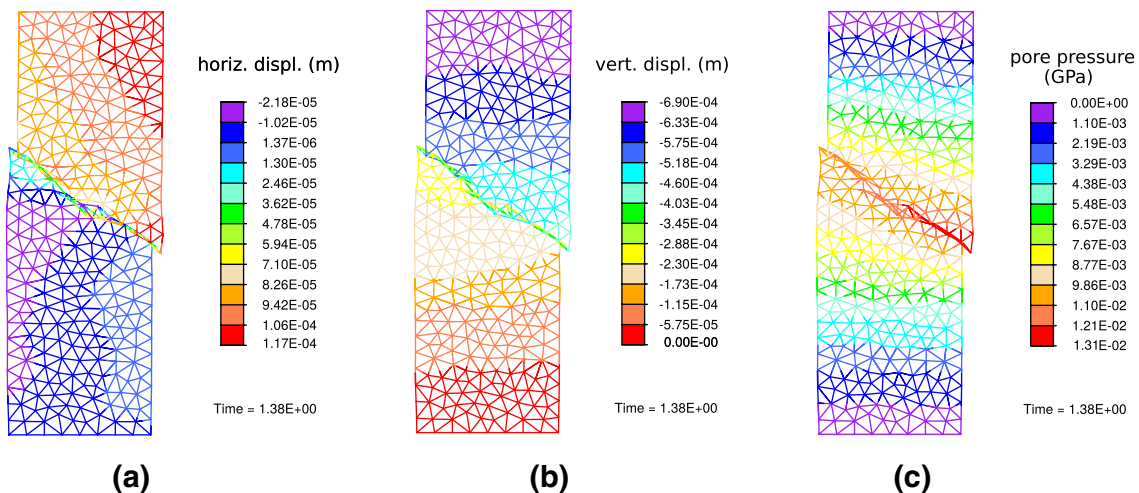 horiz. displ. (m)
-2.18E-05
-1.02E-05
1.37E-06
1.30E-05
2.46E-05
3.62E-05
4.78E-05
5.94E-05
7.10E-05
8.26E-05
9.42E-05
1.06E-04
1.17E-04
Time = 1.38E+00
(a)
vert. displ. (m)
-6.90E-04
-6.33E-04
-5.75E-04
-5.18E-04
-4.60E-04
-4.03E-04
-3.45E-04
-2.88E-04
-2.30E-04
-1.73E-04
-1.15E-04
-5.75E-05
0.00E-00
Time = 1.38E+00
(b)
pore pressure
(GPa)
0.00E+00
1.10E-03
2.19E-03
3.29E-03
4.38E-03
5.48E-03
6.57E-03
7.67E-03
8.77E-03
9.86E-03
1.10E-02
1.21E-02
1.31E-02
Time = 1.38E+00
(c)